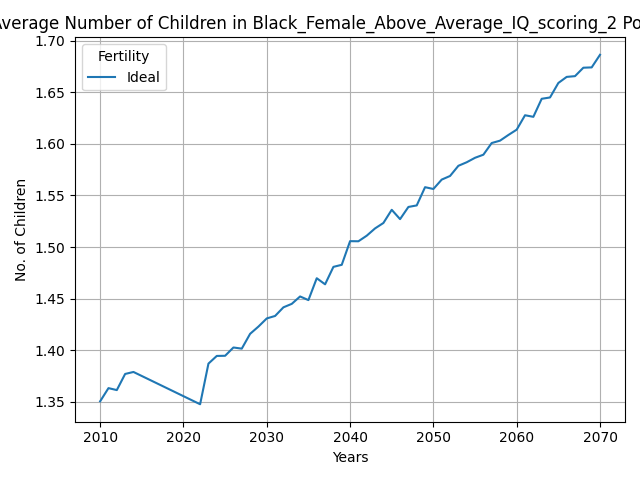 Average Number of Children in Black_Female_Above_Average_IQ_scoring_2 Po
Fertility
Ideal
1.70
1.65
1.60
1.55
1.50
1.45
1.40
1.35
No. of Children
2010 2020 2030 2040 2050 2060 2070
Years